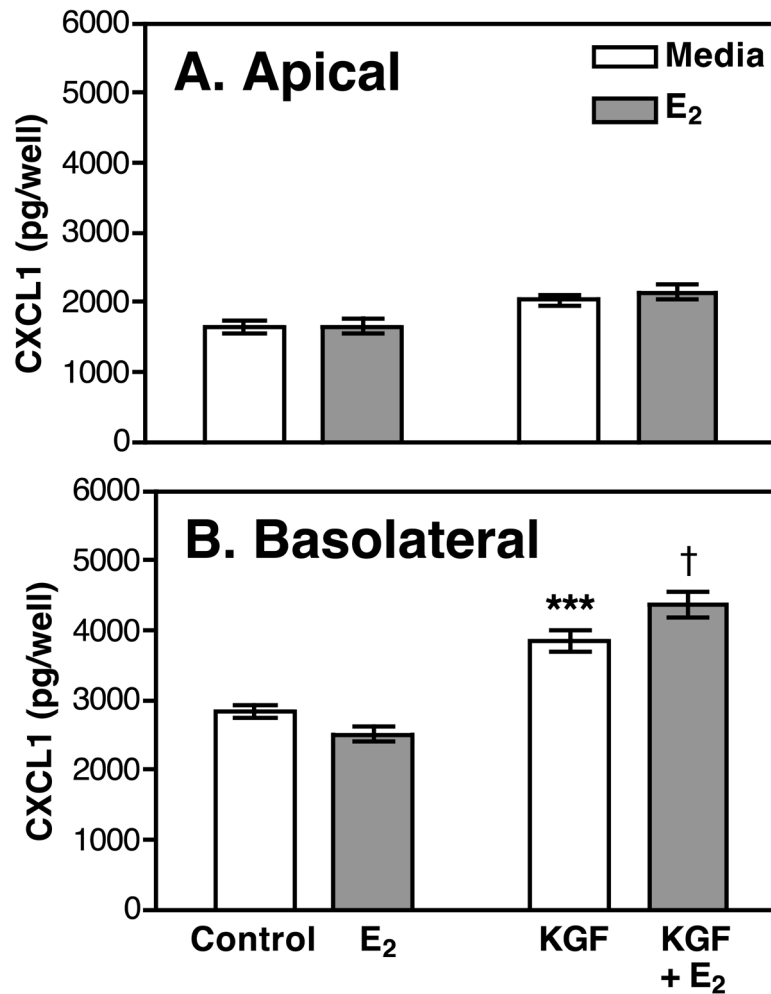 6000
A. Apical
Media
5000
E₂
4000
3000
2000
1000
0
CXCL1 (pg/well)
6000
B. Basolateral
5000
†
***
4000
3000
2000
1000
0
CXCL1 (pg/well)
Control E₂ KGF KGF
+ E₂